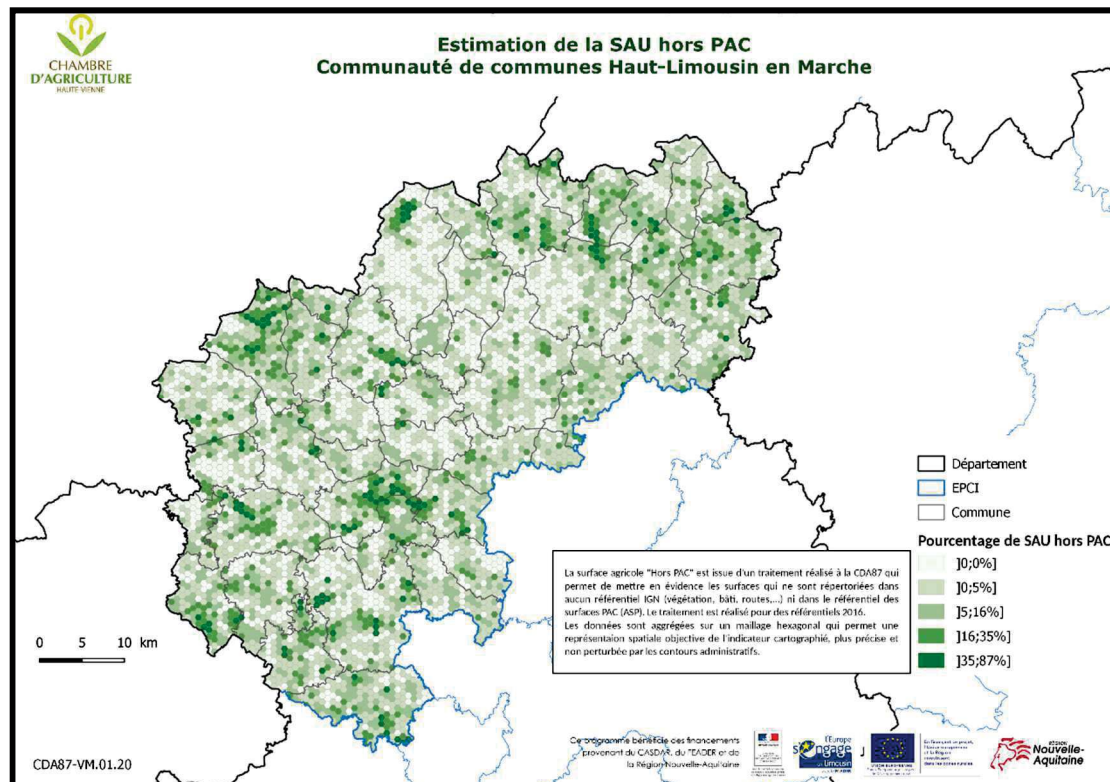 CHAMBRE
D'AGRICULTURE
HAUTE-VIENNE
Estimation de la SAU hors PAC
Communauté de communes Haut-Limousin en Marche
Département
EPCI
Commune
Pourcentage de SAU hors PAC
]0;0%]
]0;5%]
]5;16%]
]16;35%]
]35;87%]
La surface agricole "Hors PAC" est issue d'un traitement réalisé à la CDA87 qui
permet de mettre en évidence les surfaces qui ne sont répertoriées dans
aucun référentiel IGN (végétation, bâti, routes,...) ni dans le référentiel des
surfaces PAC (ASP). Le traitement est réalisé pour des référentiels 2016.
Les données sont aggrégées sur un maillage hexagonal qui permet une
représentaion spatiale objective de l'indicateur cartographié, plus précise et
non perturbée par les contours administratifs.
0 5 10 km
CDA87-VM.01.20
Ce programme bénéficie des financements
provenant du CASDAR, du FEADER et de
la Région Nouvelle-Aquitaine
l'Europe
s'engage
en Limousin
RÉGION
Nouvelle-
Aquitaine